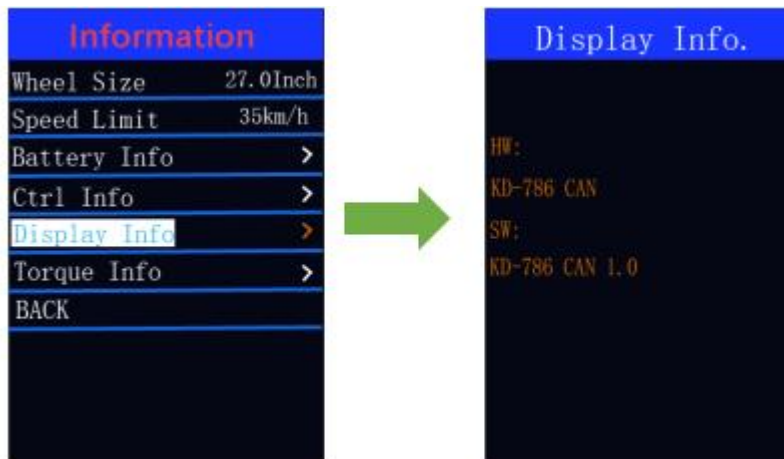 Information
Wheel Size 27.0Inch
Speed Limit 35km/h
Battery Info >
Ctrl Info >
Display Info >
Torque Info >
BACK
Display Info.
HW:
KD-786 CAN
SW:
KD-786 CAN 1.0